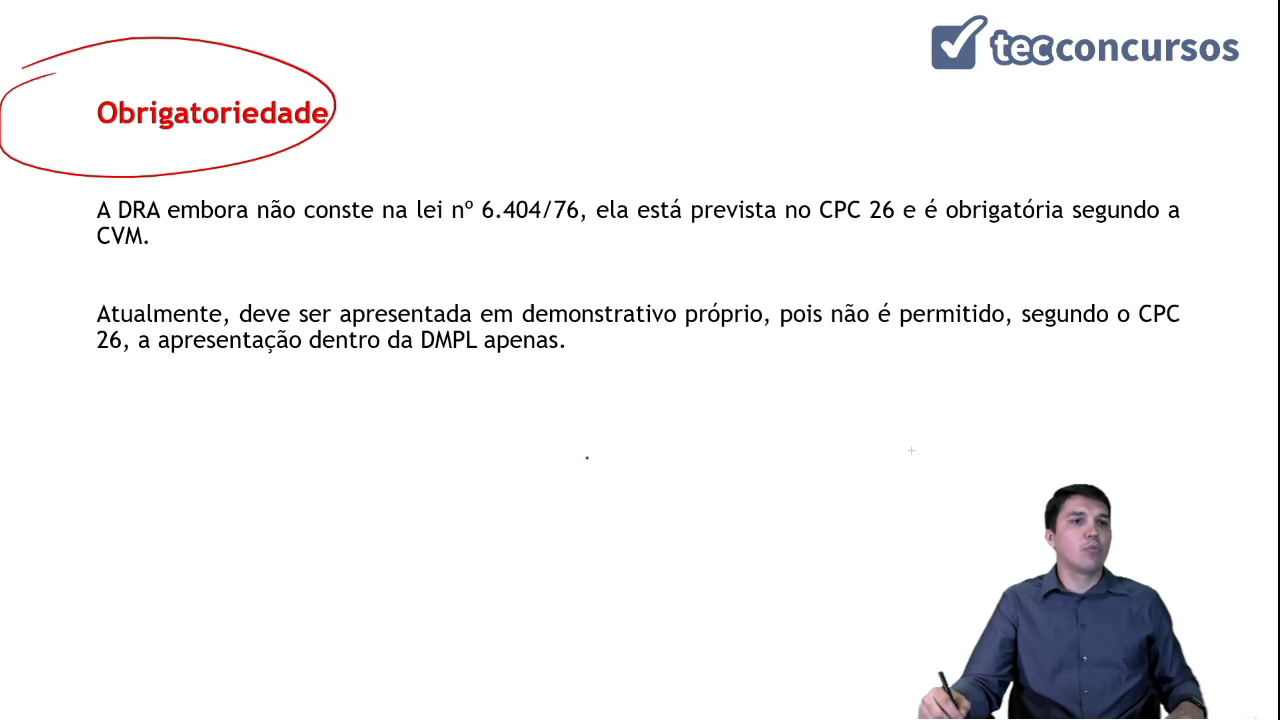 tecconcursos
Obrigatoriedade
A DRA embora não conste na lei nº 6.404/76, ela está prevista no CPC 26 e é obrigatória segundo a
CVM.
Atualmente, deve ser apresentada em demonstrativo próprio, pois não é permitido, segundo o CPC
26, a apresentação dentro da DMPL apenas.